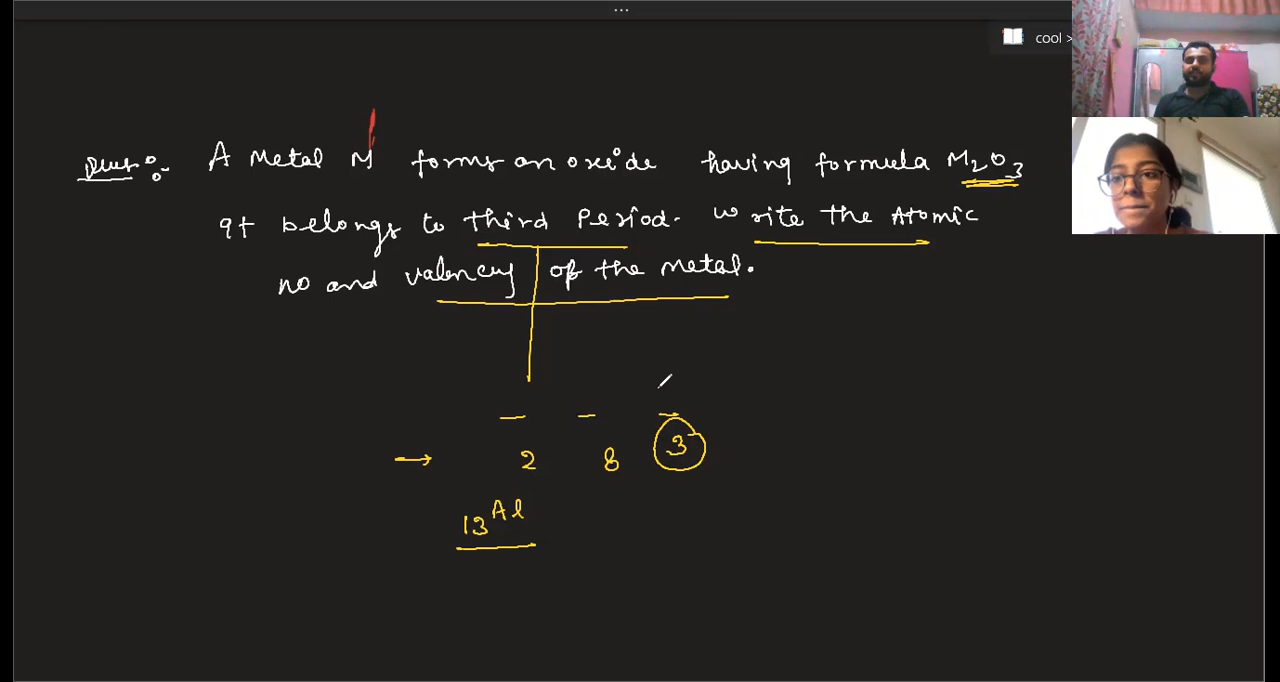 ...
cool >
Ques:- A Metal M forms an oxide having formula M2O3
It belongs to third Period. write the Atomic
no and valency of the metal.
— — —
→ 2 8 3
13Al